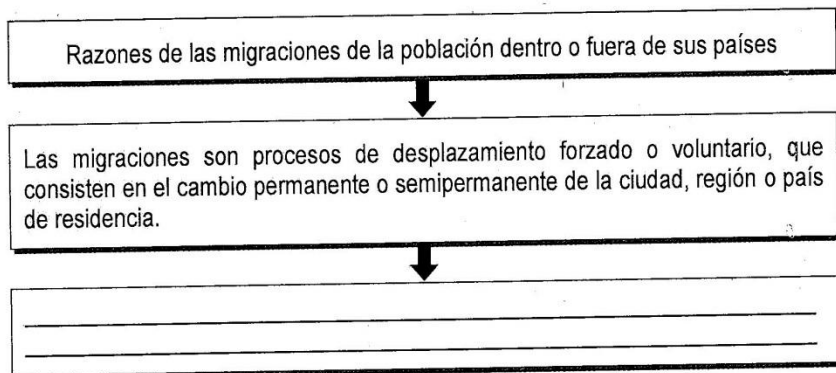 Razones de las migraciones de la población dentro o fuera de sus países
Las migraciones son procesos de desplazamiento forzado o voluntario, que
consisten en el cambio permanente o semipermanente de la ciudad, región o país
de residencia.